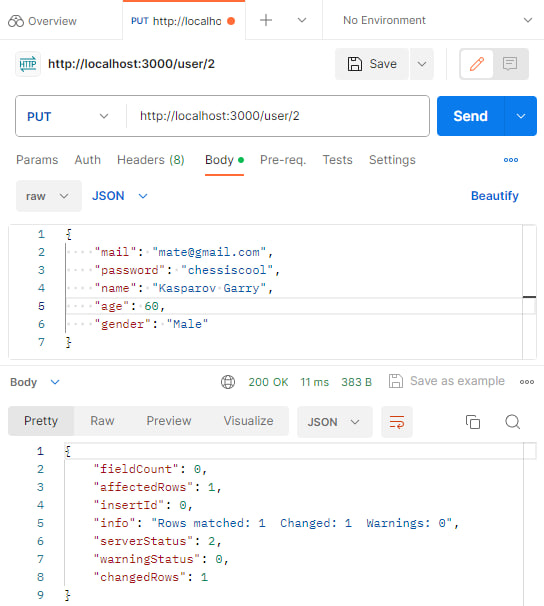 Overview
PUT http://localho
No Environment
HTTP http://localhost:3000/user/2
Save
PUT http://localhost:3000/user/2
Send
Params Auth Headers (8) Body Pre-req. Tests Settings
raw JSON Beautify
1 {
2 "mail": "mate@gmail.com",
3 "password": "chessiscool",
4 "name": "Kasparov Garry",
5 "age": 60,
6 "gender": "Male"
7 }
Body 200 OK 11 ms 383 B Save as example
Pretty Raw Preview Visualize JSON
1 {
2 "fieldCount": 0,
3 "affectedRows": 1,
4 "insertId": 0,
5 "info": "Rows matched: 1  Changed: 1  Warnings: 0",
6 "serverStatus": 2,
7 "warningStatus": 0,
8 "changedRows": 1
9 }